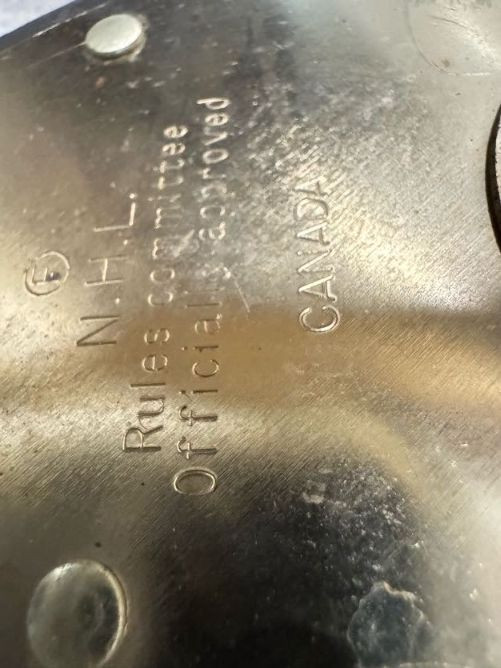 F
N.H.L.
Rules committee
Officially approved
CANADA